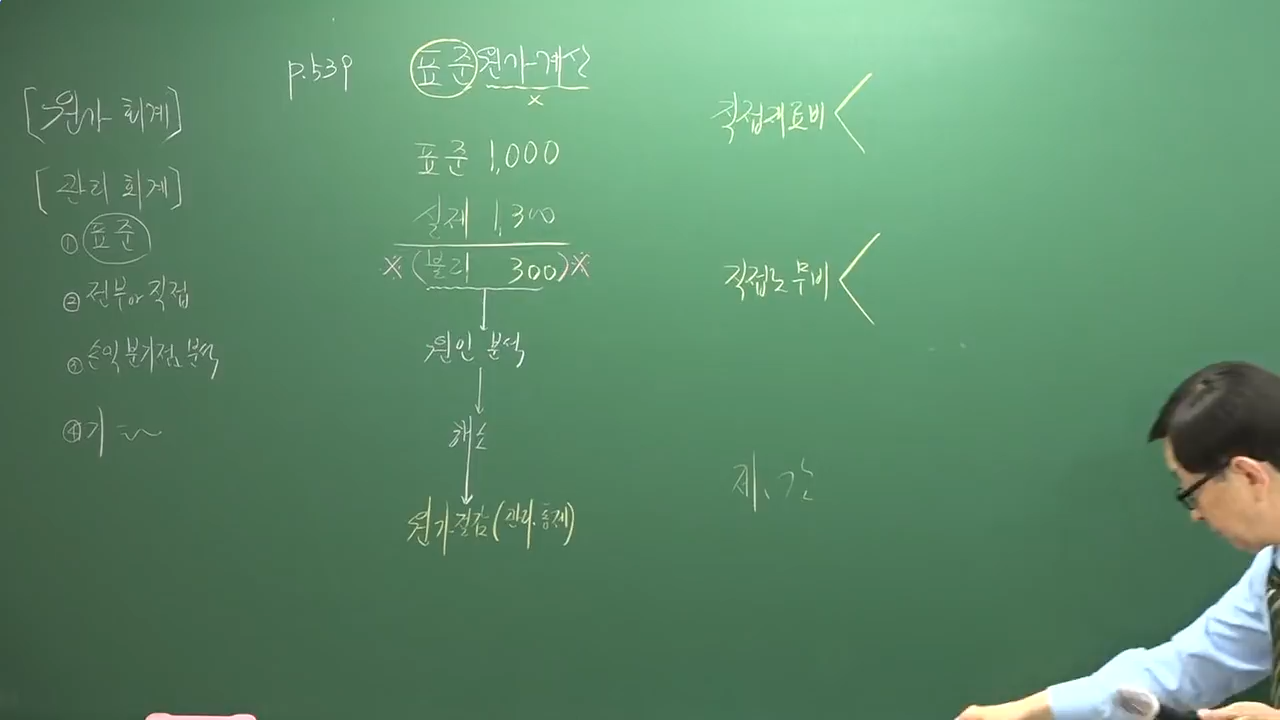 p.539
표준원가계산
x
[원가 회계]
[관리 회계]
① 표준
② 전부와 직접
③ 손익분기점 분석
④ 기
표준 1,000
실제 1,300
X (불리 300) X
원인 분석
해소
원가절감(관리.통제)
직접재료비
직접노무비
제.간